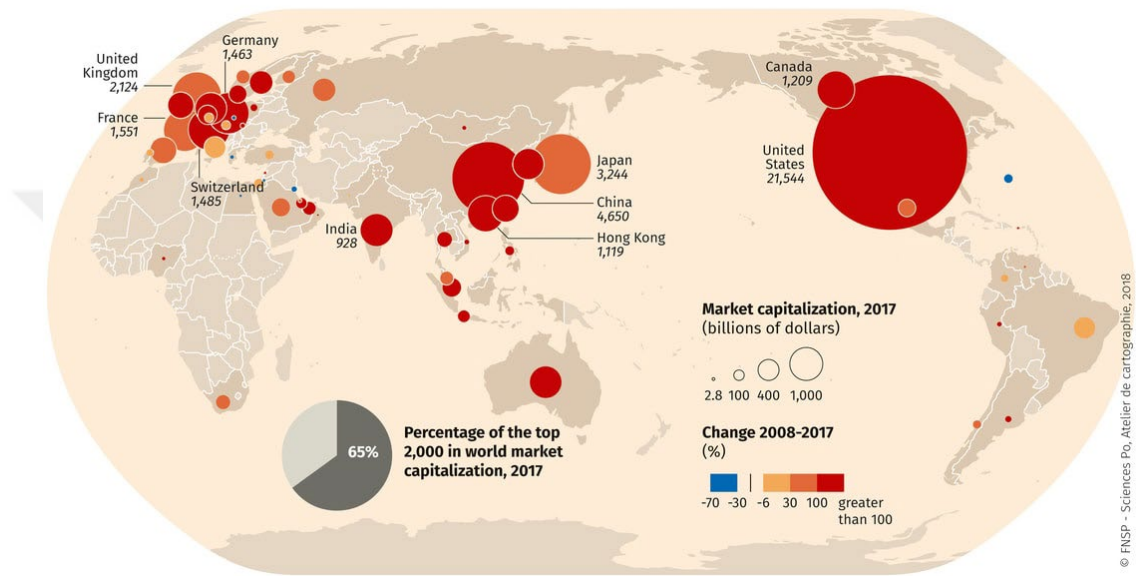 Germany
1,463
United
Kingdom
2,124
France
1,551
Switzerland
1,485
India
928
Japan
3,244
China
4,650
Hong Kong
1,119
Canada
1,209
United
States
21,544
Market capitalization, 2017
(billions of dollars)
2.8 100 400 1,000
Change 2008-2017
(%)
-70 -30 -6 30 100 greater
than 100
65%
Percentage of the top
2,000 in world market
capitalization, 2017
© FNSP - Sciences Po, Atelier de cartographie, 2018